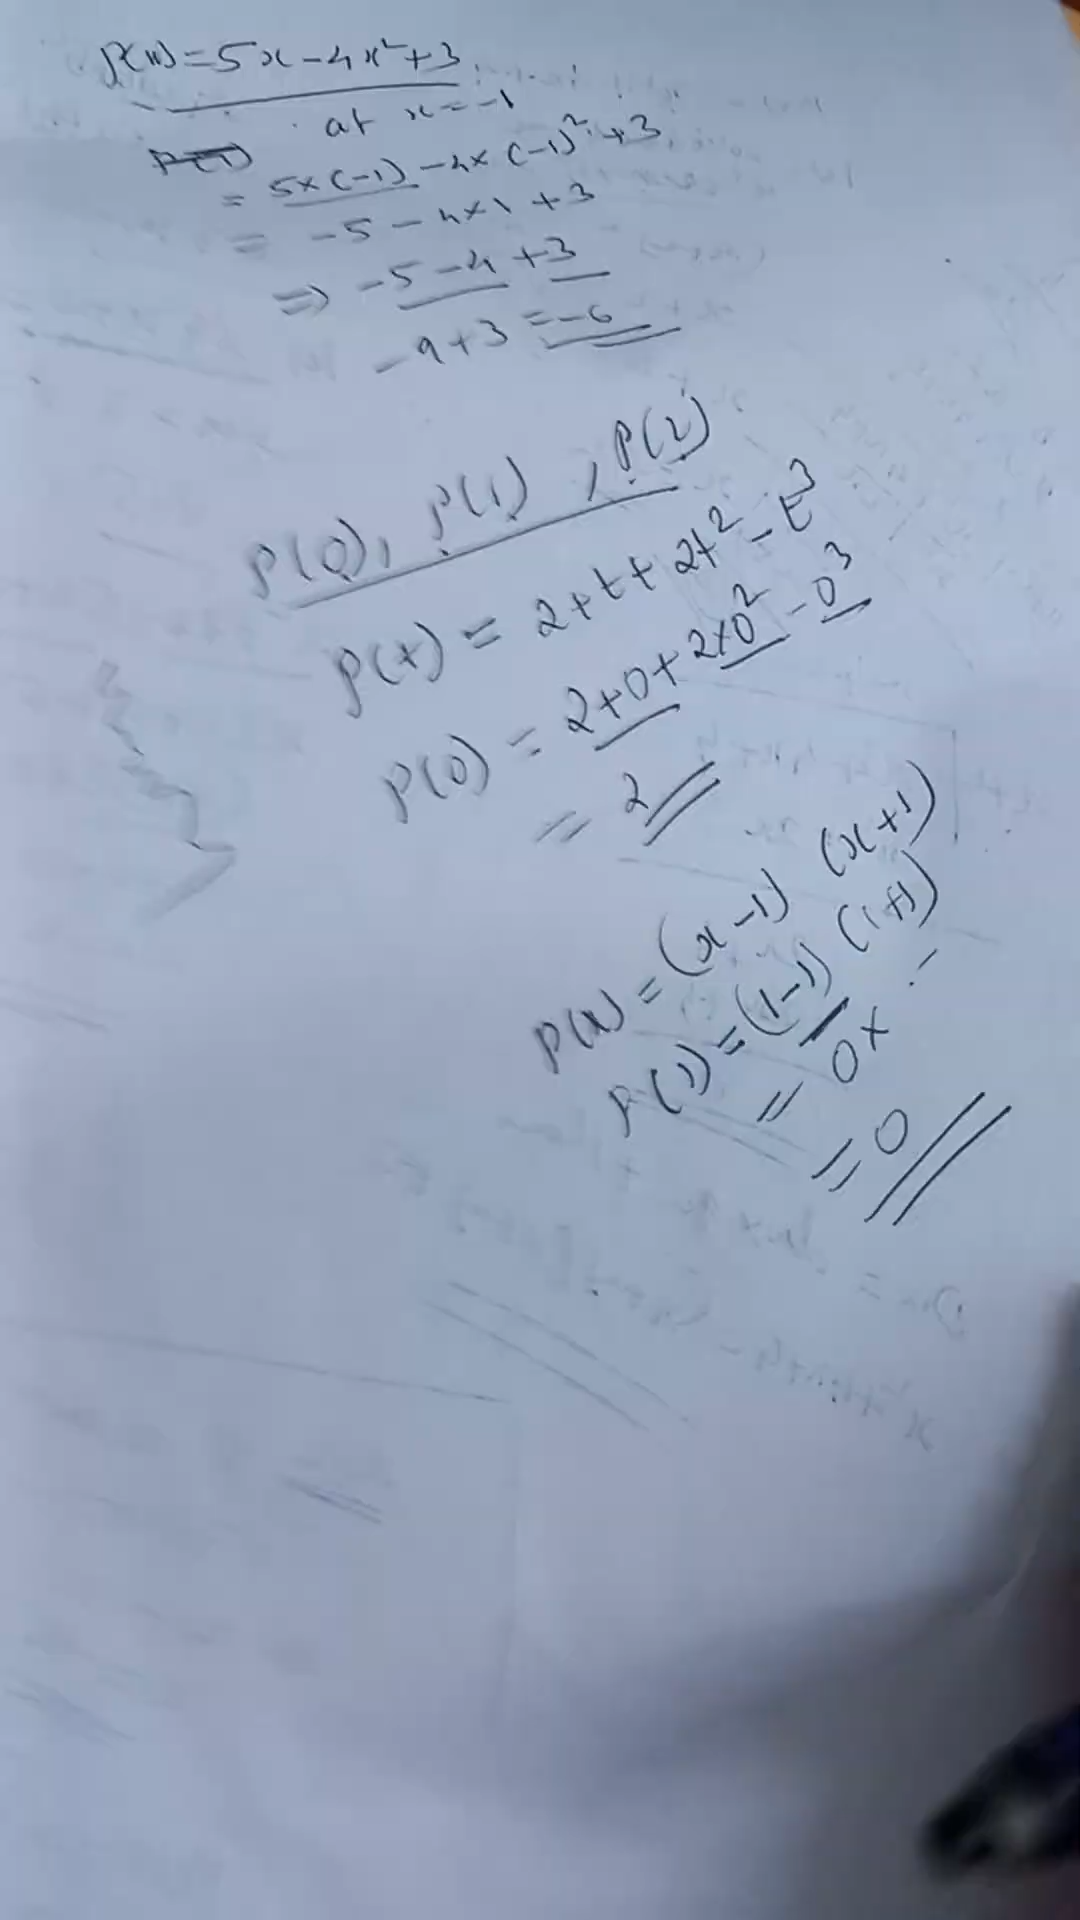 P(x)=5x-4x²+3
at x=-1
= 5×(-1)-4×(-1)²+3
= -5-4×1+3
⇒ -5-4+3
-9+3=-6
P(0), P(1), P(2)
P(t) = 2+t+2t²-t³
P(0) = 2+0+2×0²-0³
= 2
P(x) = (x-1) (x+1)
P(1) = (1-1) (1+1)
= 0×
= 0